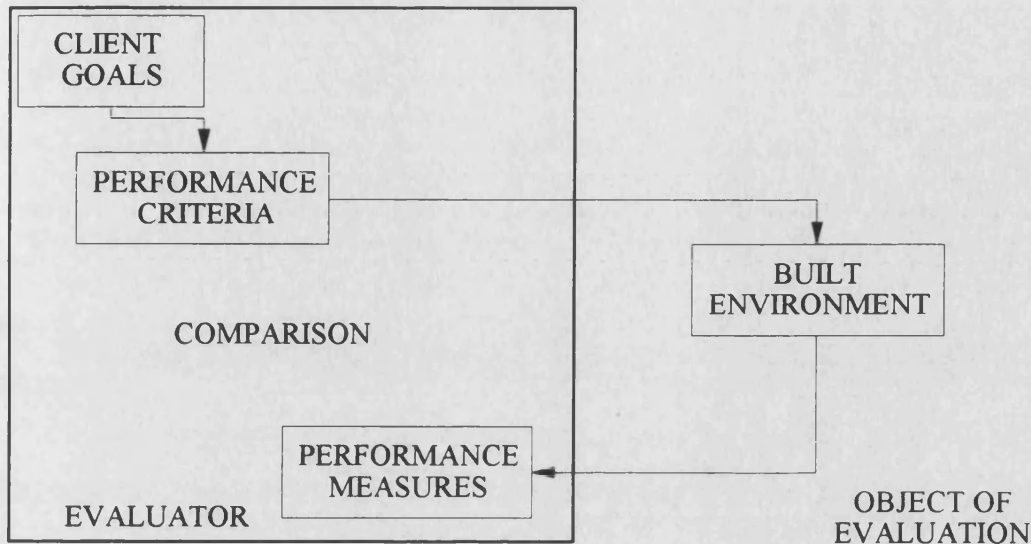 CLIENT
GOALS
PERFORMANCE
CRITERIA
BUILT
ENVIRONMENT
COMPARISON
PERFORMANCE
MEASURES
EVALUATOR
OBJECT OF
EVALUATION